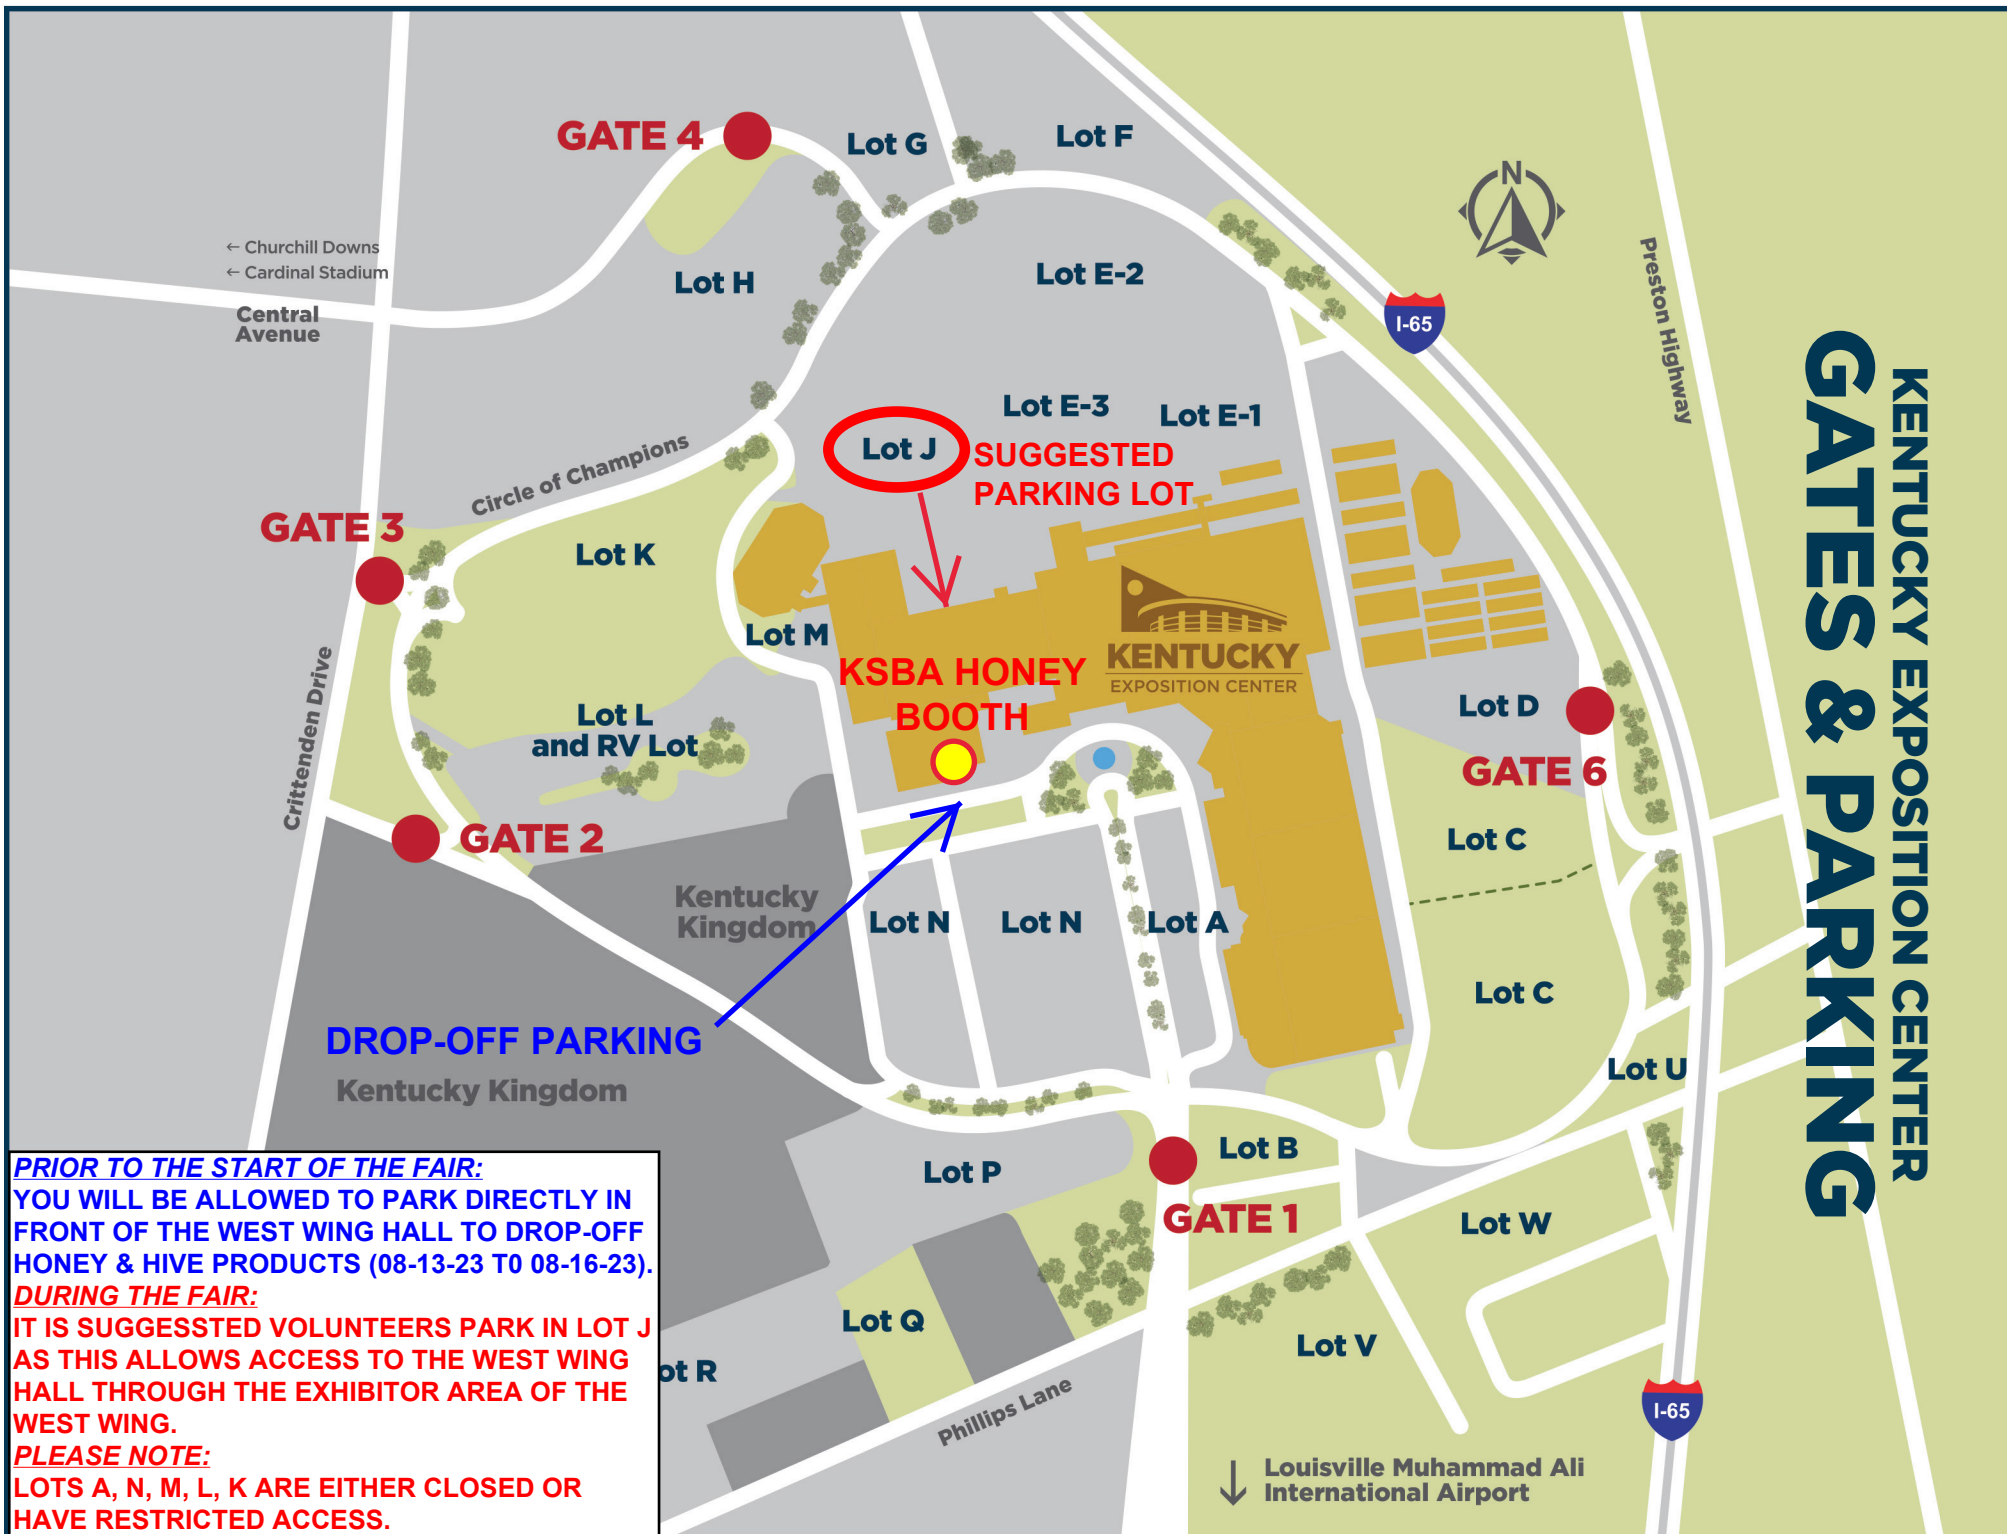 GATE 4
Lot G
Lot F
N
← Churchill Downs
← Cardinal Stadium
Central
Avenue
Lot H
Lot E-2
I-65
Preston Highway
KENTUCKY EXPOSITION CENTER
GATES & PARKING
Lot E-3
Lot E-1
Lot J
SUGGESTED
PARKING LOT
Circle of Champions
GATE 3
Lot K
Lot M
KENTUCKY
EXPOSITION CENTER
KSBA HONEY
BOOTH
Crittenden Drive
Lot L
and RV Lot
Lot D
GATE 6
GATE 2
Lot C
Kentucky
Kingdom
Lot N
Lot N
Lot A
Lot C
DROP-OFF PARKING
Kentucky Kingdom
Lot U
Lot B
Lot P
GATE 1
Lot W
PRIOR TO THE START OF THE FAIR:
YOU WILL BE ALLOWED TO PARK DIRECTLY IN
FRONT OF THE WEST WING HALL TO DROP-OFF
HONEY & HIVE PRODUCTS (08-13-23 T0 08-16-23).
DURING THE FAIR:
IT IS SUGGESSTED VOLUNTEERS PARK IN LOT J
AS THIS ALLOWS ACCESS TO THE WEST WING
HALL THROUGH THE EXHIBITOR AREA OF THE
WEST WING.
PLEASE NOTE:
LOTS A, N, M, L, K ARE EITHER CLOSED OR
HAVE RESTRICTED ACCESS.
Lot Q
Lot V
ot R
Phillips Lane
I-65
↓ Louisville Muhammad Ali
International Airport